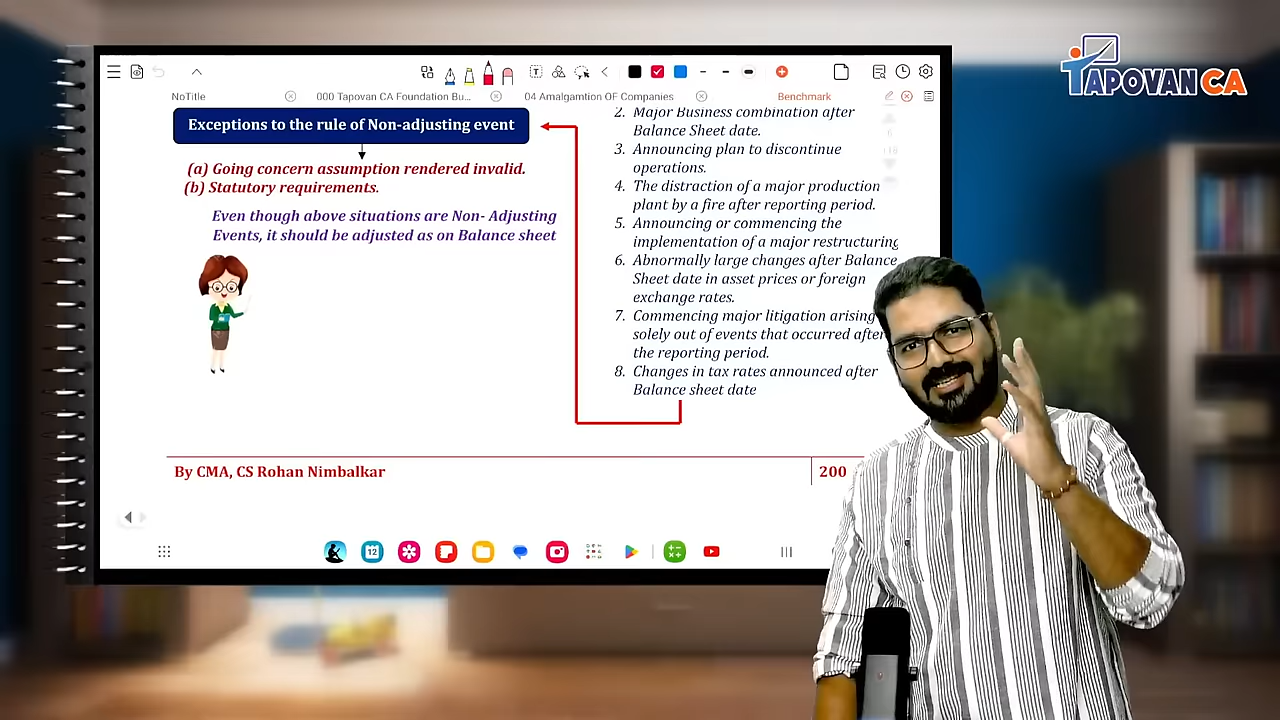 TAPOVAN CA
NoTitle
000 Tapovan CA Foundation Bu...
04 Amalgamtion OF Companies
Benchmark
Exceptions to the rule of Non-adjusting event
(a) Going concern assumption rendered invalid.
(b) Statutory requirements.
Even though above situations are Non- Adjusting
Events, it should be adjusted as on Balance sheet
2. Major Business combination after
Balance Sheet date.
3. Announcing plan to discontinue
operations.
4. The distraction of a major production
plant by a fire after reporting period.
5. Announcing or commencing the
implementation of a major restructuring
6. Abnormally large changes after Balance
Sheet date in asset prices or foreign
exchange rates.
7. Commencing major litigation arising
solely out of events that occurred after
the reporting period.
8. Changes in tax rates announced after
Balance sheet date
By CMA, CS Rohan Nimbalkar
200
12